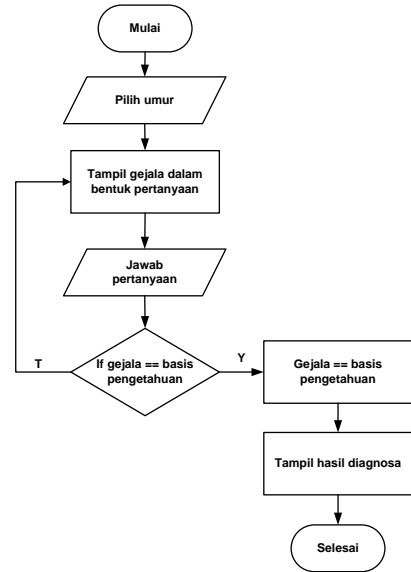 Mulai
Pilih umur
Tampil gejala dalam
bentuk pertanyaan
Jawab
pertanyaan
If gejala == basis
pengetahuan
T
Y
Gejala == basis
pengetahuan
Tampil hasil diagnosa
Selesai